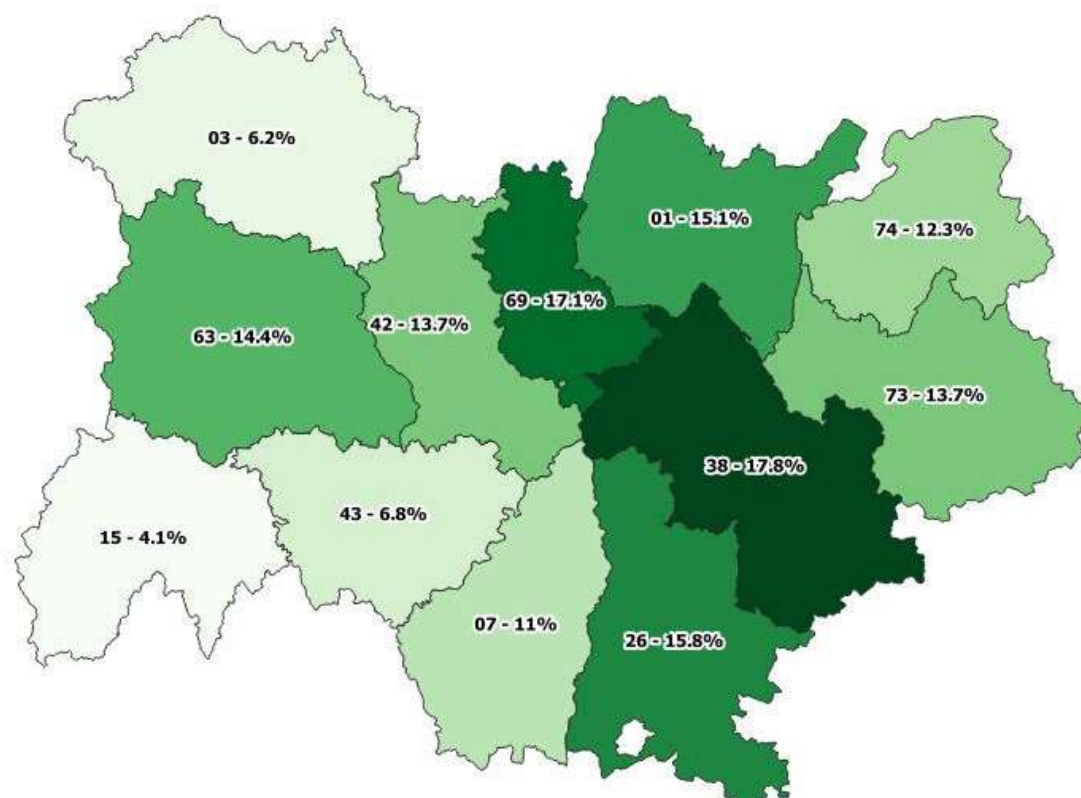 03 - 6.2%
01 - 15.1%
74 - 12.3%
69 - 17.1%
42 - 13.7%
63 - 14.4%
73 - 13.7%
38 - 17.8%
43 - 6.8%
15 - 4.1%
07 - 11%
26 - 15.8%